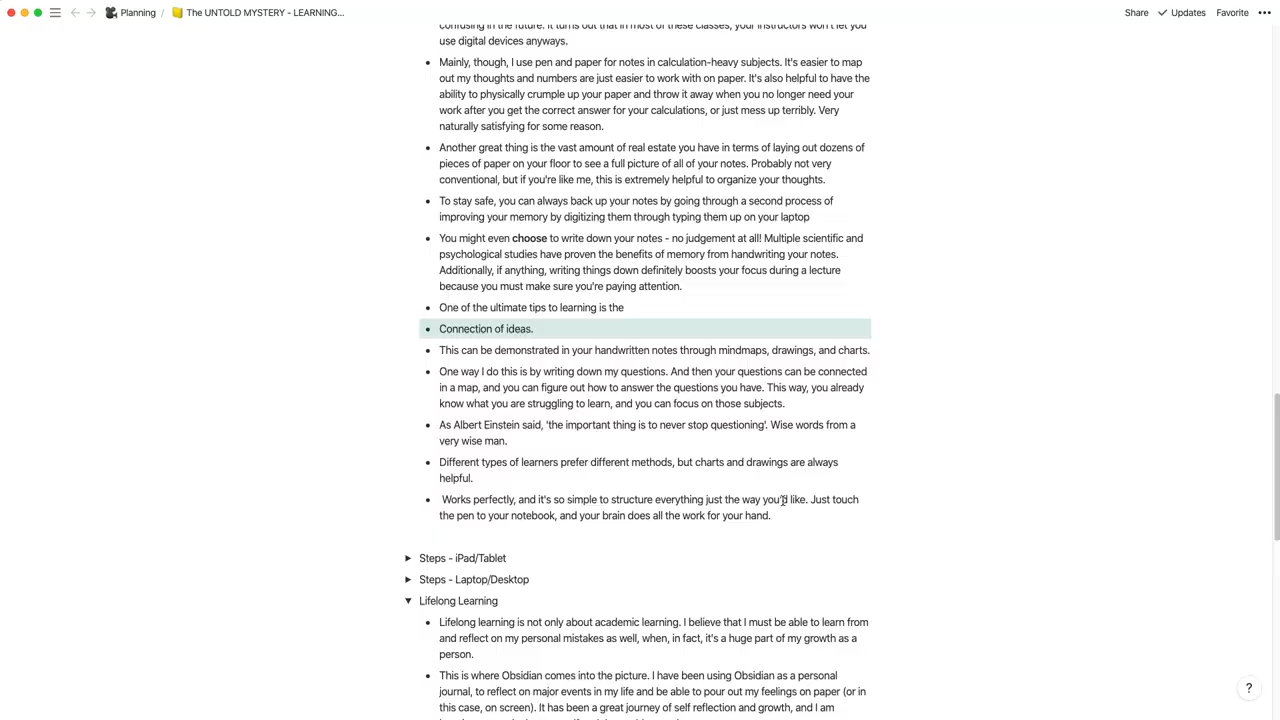 Planning / The UNTOLD MYSTERY - LEARNING...
Share Updates Favorite •••
confusing in the future. It turns out that in most of these classes, your instructors won't let you
use digital devices anyways.
• Mainly, though, I use pen and paper for notes in calculation-heavy subjects. It's easier to map
out my thoughts and numbers are just easier to work with on paper. It's also helpful to have the
ability to physically crumple up your paper and throw it away when you no longer need your
work after you get the correct answer for your calculations, or just mess up terribly. Very
naturally satisfying for some reason.
• Another great thing is the vast amount of real estate you have in terms of laying out dozens of
pieces of paper on your floor to see a full picture of all of your notes. Probably not very
conventional, but if you're like me, this is extremely helpful to organize your thoughts.
• To stay safe, you can always back up your notes by going through a second process of
improving your memory by digitizing them through typing them up on your laptop
• You might even choose to write down your notes - no judgement at all! Multiple scientific and
psychological studies have proven the benefits of memory from handwriting your notes.
Additionally, if anything, writing things down definitely boosts your focus during a lecture
because you must make sure you're paying attention.
• One of the ultimate tips to learning is the
• Connection of ideas.
• This can be demonstrated in your handwritten notes through mindmaps, drawings, and charts.
• One way I do this is by writing down my questions. And then your questions can be connected
in a map, and you can figure out how to answer the questions you have. This way, you already
know what you are struggling to learn, and you can focus on those subjects.
• As Albert Einstein said, 'the important thing is to never stop questioning'. Wise words from a
very wise man.
• Different types of learners prefer different methods, but charts and drawings are always
helpful.
• Works perfectly, and it's so simple to structure everything just the way you'd like. Just touch
the pen to your notebook, and your brain does all the work for your hand.
Steps - iPad/Tablet
Steps - Laptop/Desktop
Lifelong Learning
• Lifelong learning is not only about academic learning. I believe that I must be able to learn from
and reflect on my personal mistakes as well, when, in fact, it's a huge part of my growth as a
person.
• This is where Obsidian comes into the picture. I have been using Obsidian as a personal
journal, to reflect on major events in my life and be able to pour out my feelings on paper (or in
this case, on screen). It has been a great journey of self reflection and growth, and I am
?